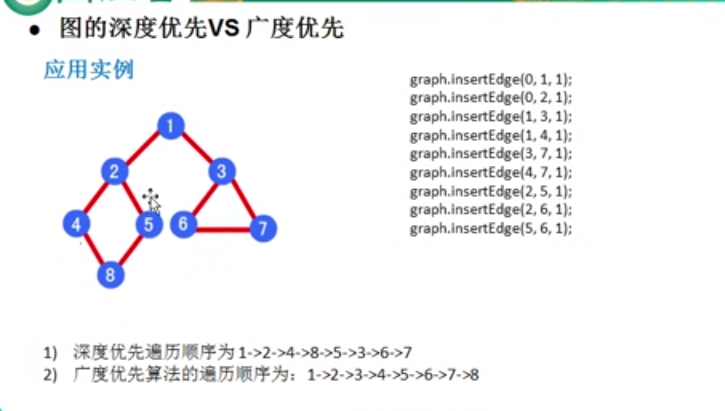 ● 图的深度优先VS 广度优先
应用实例
graph.insertEdge(0, 1, 1);
graph.insertEdge(0, 2, 1);
graph.insertEdge(1, 3, 1);
graph.insertEdge(1, 4, 1);
graph.insertEdge(3, 7, 1);
graph.insertEdge(4, 7, 1);
graph.insertEdge(2, 5, 1);
graph.insertEdge(2, 6, 1);
graph.insertEdge(5, 6, 1);
1
2 3
4 5 6 7
8
1) 深度优先遍历顺序为 1->2->4->8->5->3->6->7
2) 广度优先算法的遍历顺序为：1->2->3->4->5->6->7->8